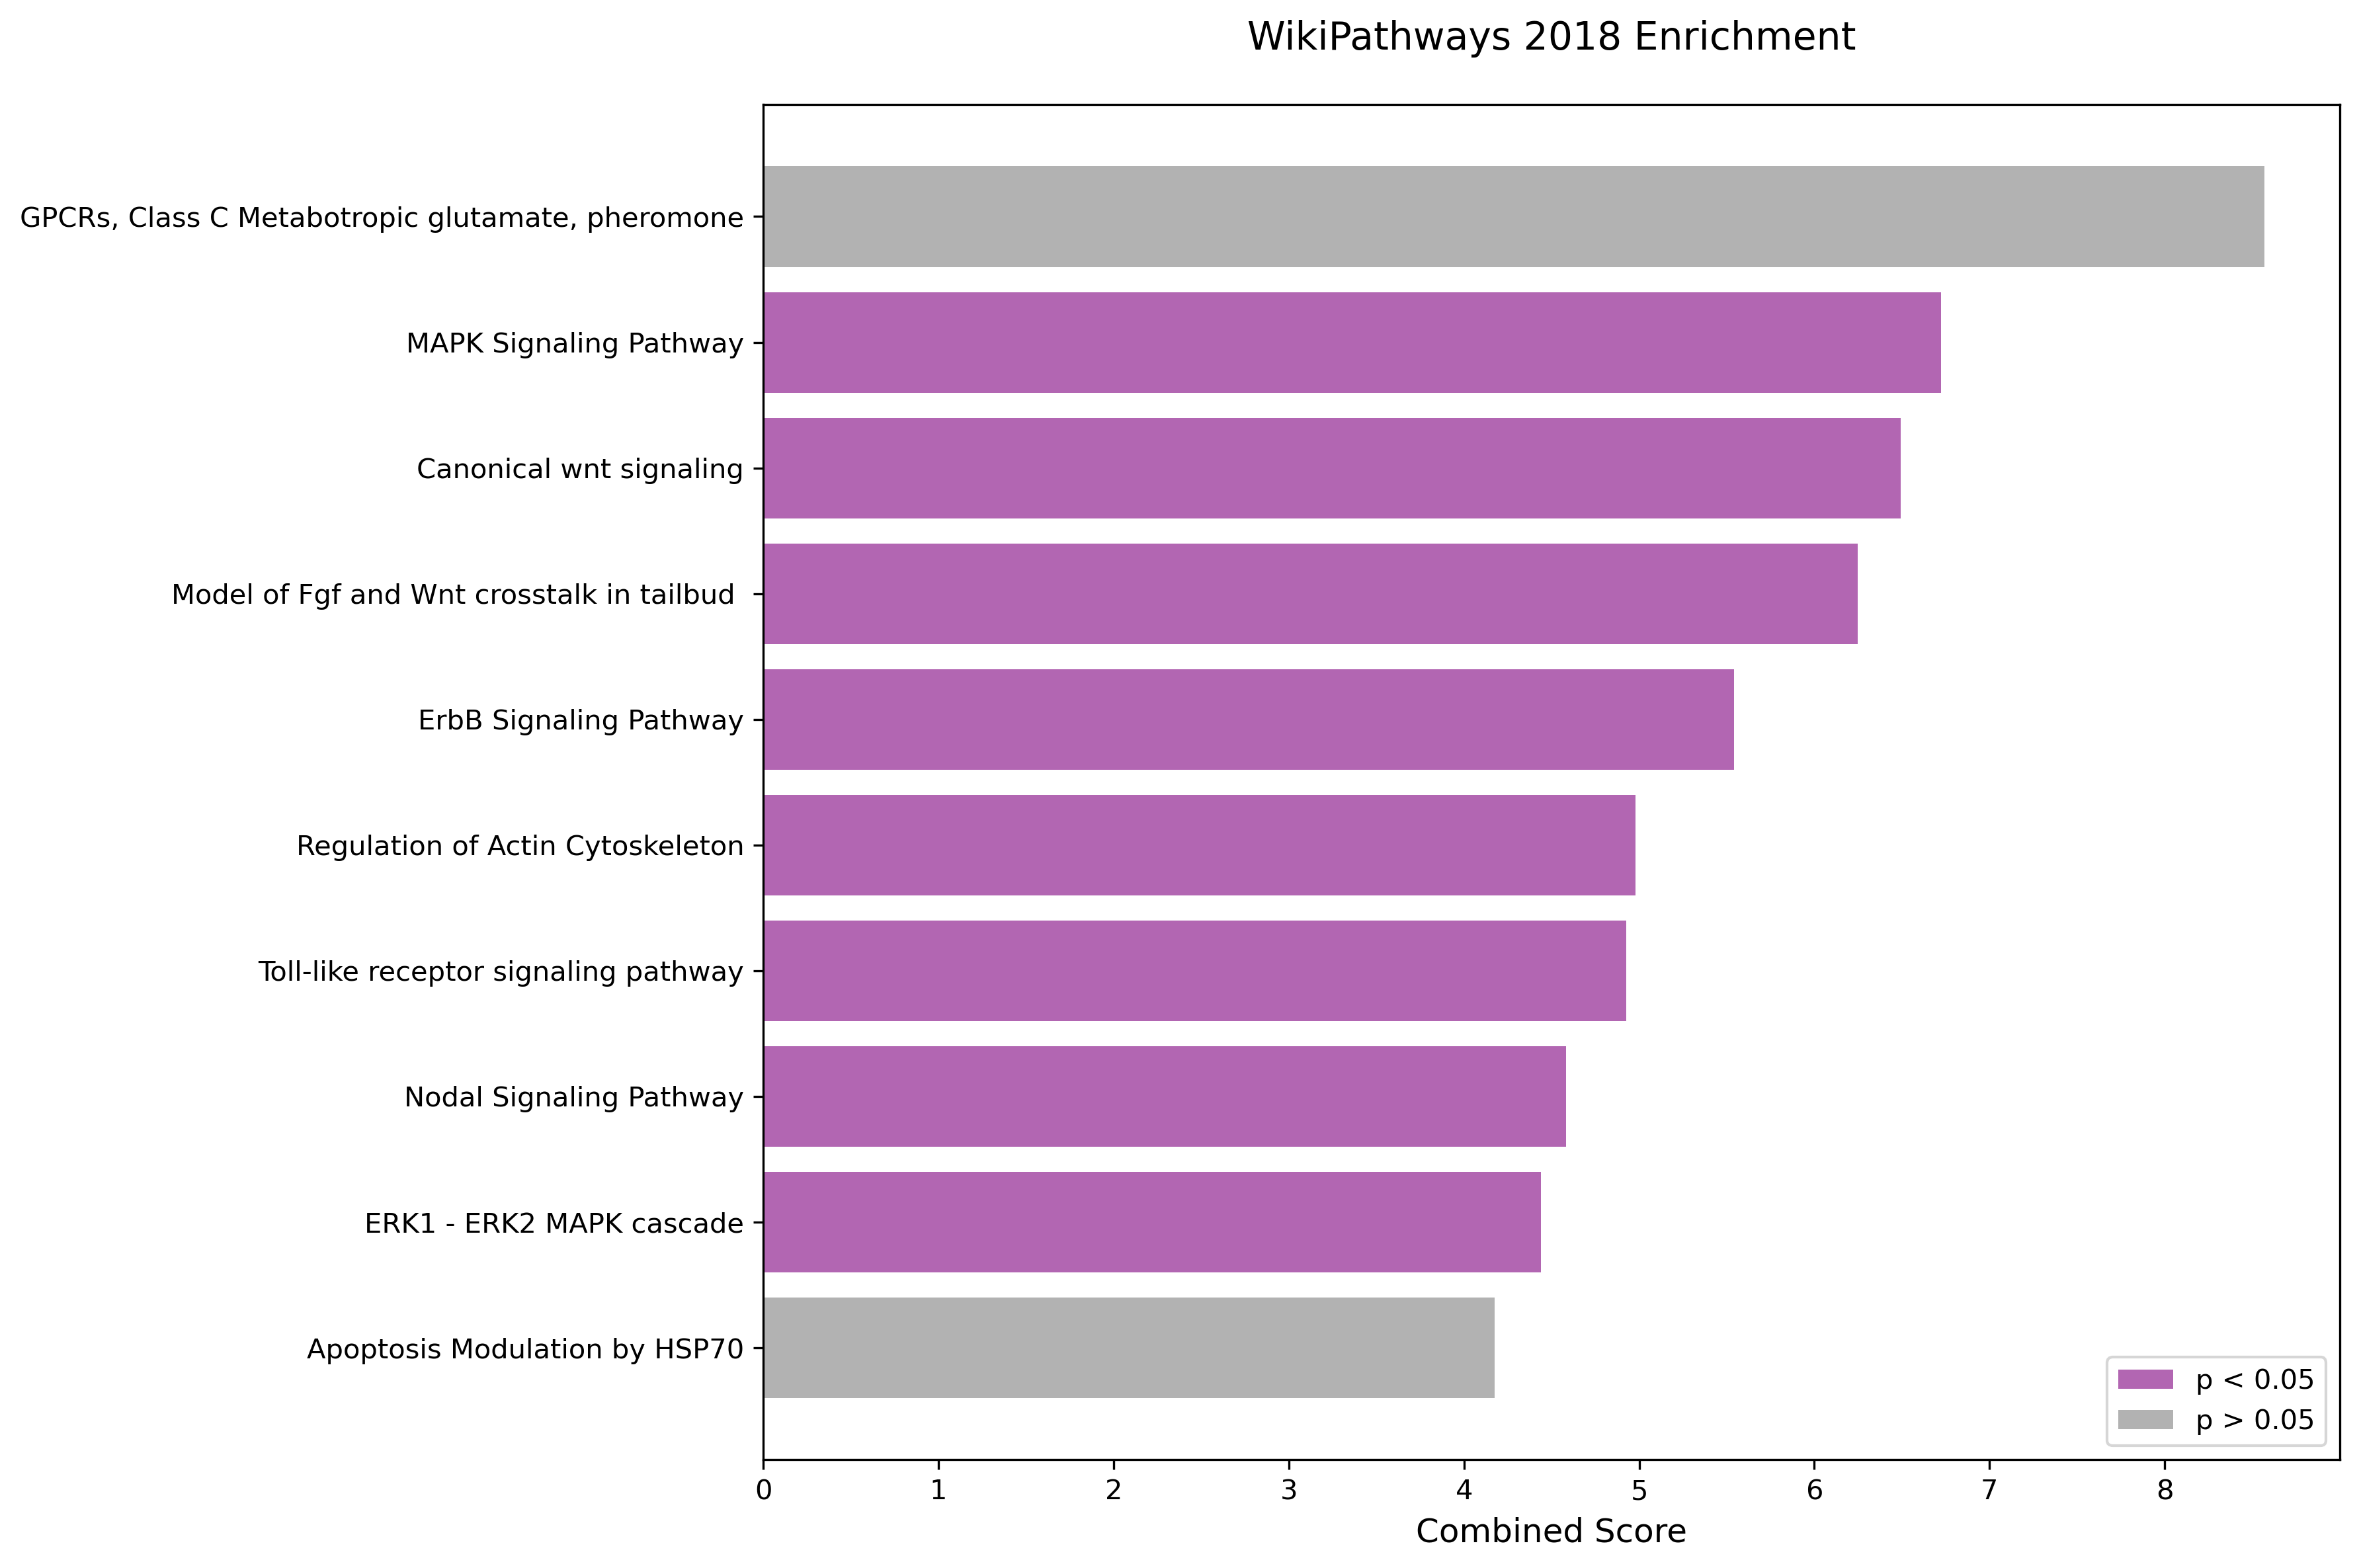 WikiPathways 2018 Enrichment
GPCRs, Class C Metabotropic glutamate, pheromone
MAPK Signaling Pathway
Canonical wnt signaling
Model of Fgf and Wnt crosstalk in tailbud
ErbB Signaling Pathway
Regulation of Actin Cytoskeleton
Toll-like receptor signaling pathway
Nodal Signaling Pathway
ERK1 - ERK2 MAPK cascade
Apoptosis Modulation by HSP70
p < 0.05
p > 0.05
0 1 2 3 4 5 6 7 8
Combined Score